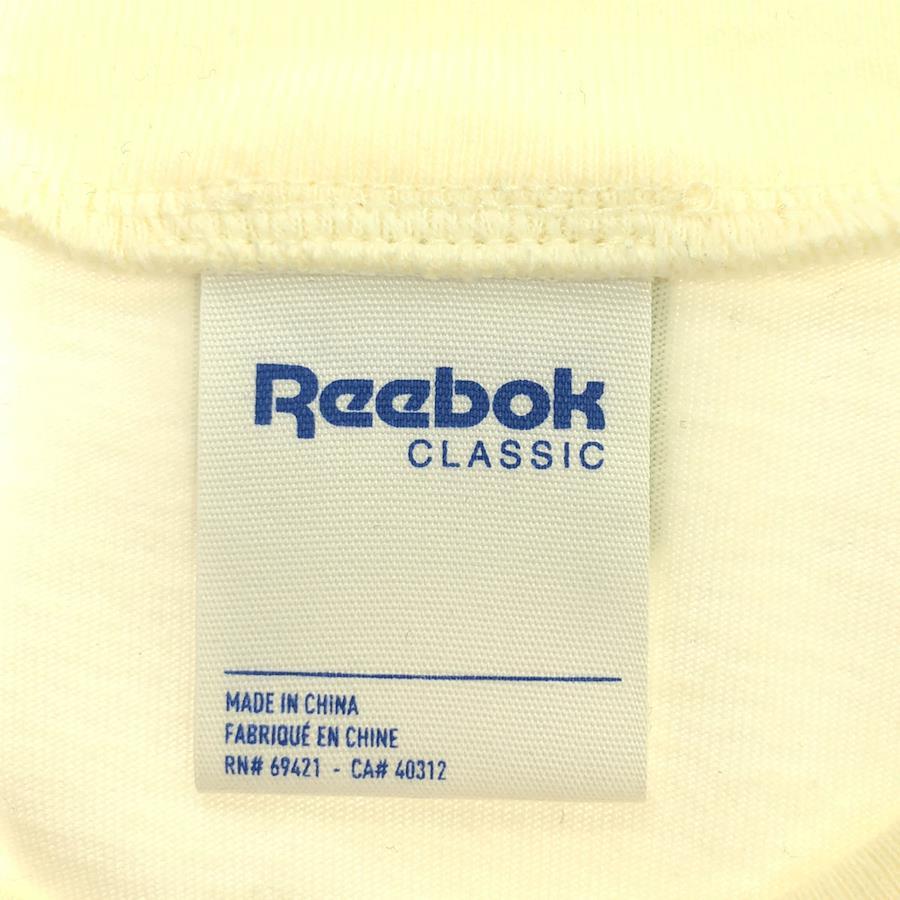 Reebok
CLASSIC
MADE IN CHINA
FABRIQUÉ EN CHINE
RN# 69421 - CA# 40312